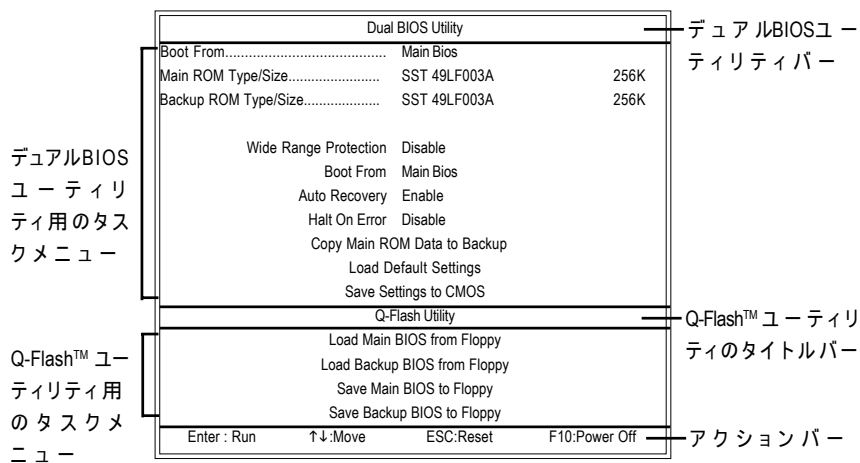 Dual BIOS Utility
Boot From......................................... Main Bios
Main ROM Type/Size....................... SST 49LF003A 256K
Backup ROM Type/Size................... SST 49LF003A 256K
Wide Range Protection Disable
Boot From Main Bios
Auto Recovery Enable
Halt On Error Disable
Copy Main ROM Data to Backup
Load Default Settings
Save Settings to CMOS
Q-Flash Utility
Load Main BIOS from Floppy
Load Backup BIOS from Floppy
Save Main BIOS to Floppy
Save Backup BIOS to Floppy
Enter : Run ↑↓:Move ESC:Reset F10:Power Off
デュアルBIOS
ユーティリ
ティ用のタス
クメニュー
Q-Flash™ ユー
ティリティ用
のタスクメ
ニュー
デュアルBIOSユー
ティリティバー
Q-Flash™ ユーティリ
ティのタイトルバー
アクションバー